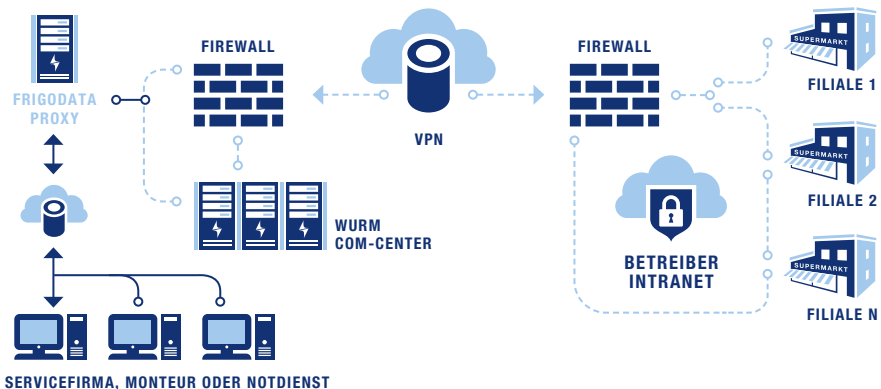 FIREWALL
FIREWALL
SUPERMARKT
FILIALE 1
FRIGODATA
PROXY
VPN
SUPERMARKT
FILIALE 2
WURM
COM-CENTER
BETREIBER
INTRANET
SUPERMARKT
FILIALE N
SERVICEFIRMA, MONTEUR ODER NOTDIENST